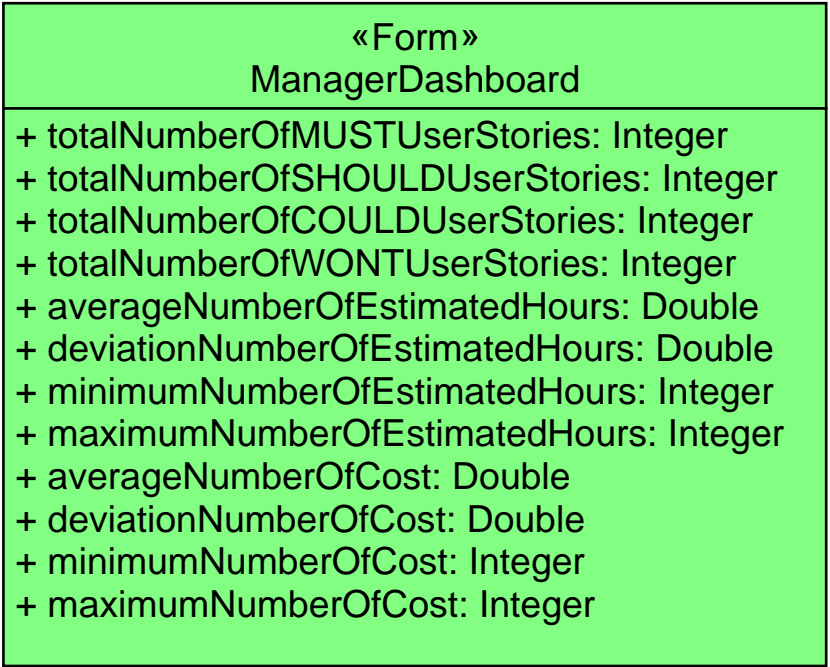 «Form»
ManagerDashboard
+ totalNumberOfMUSTUserStories: Integer
+ totalNumberOfSHOULDUserStories: Integer
+ totalNumberOfCOULDUserStories: Integer
+ totalNumberOfWONTUserStories: Integer
+ averageNumberOfEstimatedHours: Double
+ deviationNumberOfEstimatedHours: Double
+ minimumNumberOfEstimatedHours: Integer
+ maximumNumberOfEstimatedHours: Integer
+ averageNumberOfCost: Double
+ deviationNumberOfCost: Double
+ minimumNumberOfCost: Integer
+ maximumNumberOfCost: Integer